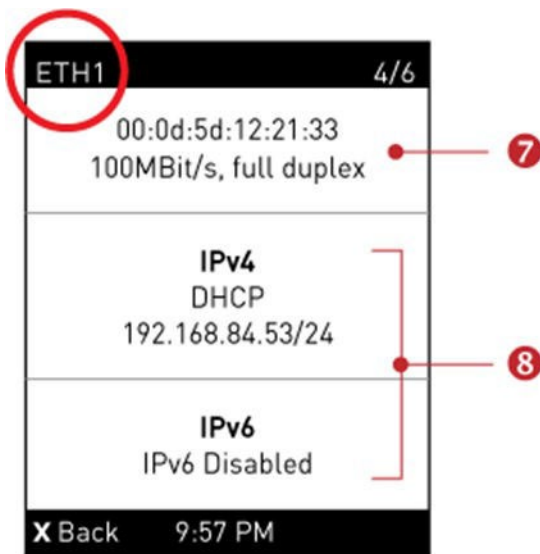 ETH1 4/6
00:0d:5d:12:21:33
100MBit/s, full duplex
7
IPv4
DHCP
192.168.84.53/24
8
IPv6
IPv6 Disabled
X Back 9:57 PM